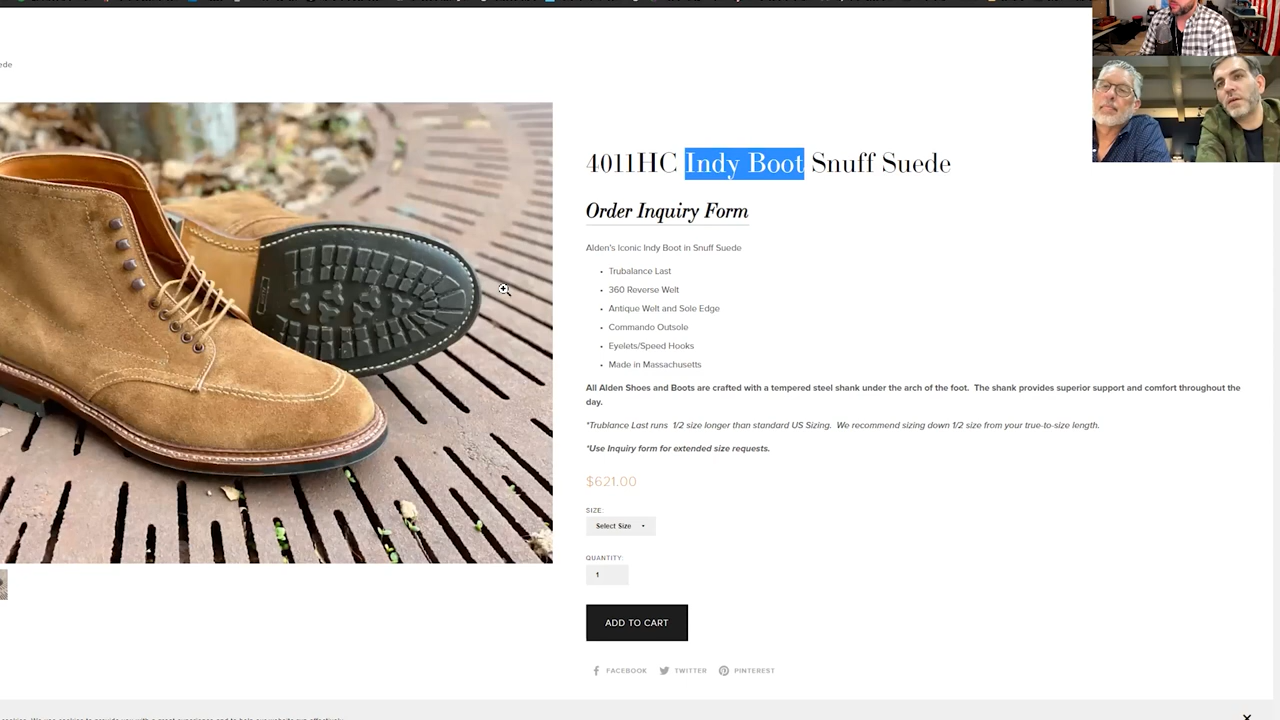 ede
4011HC Indy Boot Snuff Suede
Order Inquiry Form
Alden's Iconic Indy Boot in Snuff Suede
• Trubalance Last
• 360 Reverse Welt
• Antique Welt and Sole Edge
• Commando Outsole
• Eyelets/Speed Hooks
• Made in Massachusetts
All Alden Shoes and Boots are crafted with a tempered steel shank under the arch of the foot. The shank provides superior support and comfort throughout the
day.
*Trublance Last runs 1/2 size longer than standard US Sizing. We recommend sizing down 1/2 size from your true-to-size length.
*Use Inquiry form for extended size requests.
$621.00
SIZE:
Select Size
QUANTITY:
1
ADD TO CART
FACEBOOK TWITTER PINTEREST